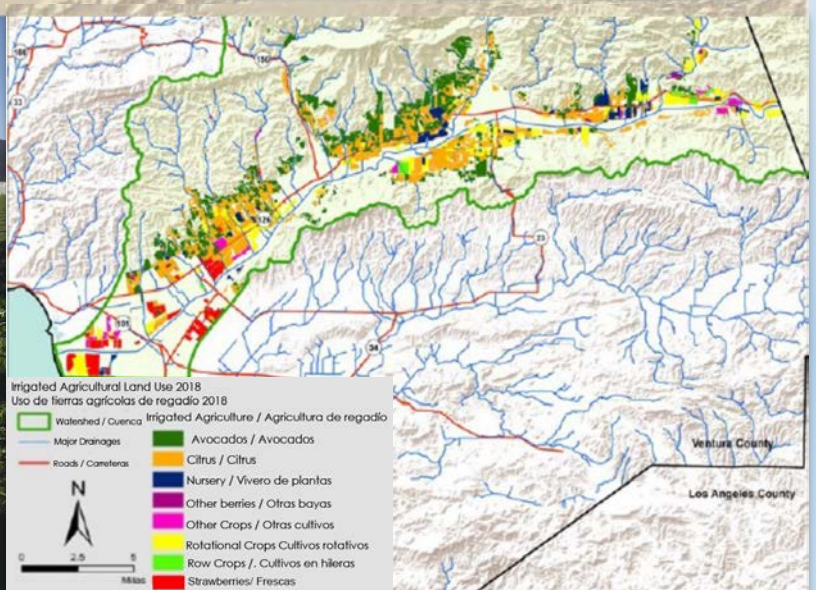 150
33
126
23
101
34
Ventura County
Los Angeles County
Irrigated Agricultural Land Use 2018
Uso de tierras agrícolas de regadío 2018
Watershed / Cuenca
Major Drainages
Roads / Carreteras
N
0 2.5 5
Miles
Irrigated Agriculture / Agricultura de regadío
Avocados / Avocados
Citrus / Citrus
Nursery / Vivero de plantas
Other berries / Otras bayas
Other Crops / Otras cultivos
Rotational Crops Cultivos rotativos
Row Crops /. Cultivos en hileras
Strawberries/ Frescas